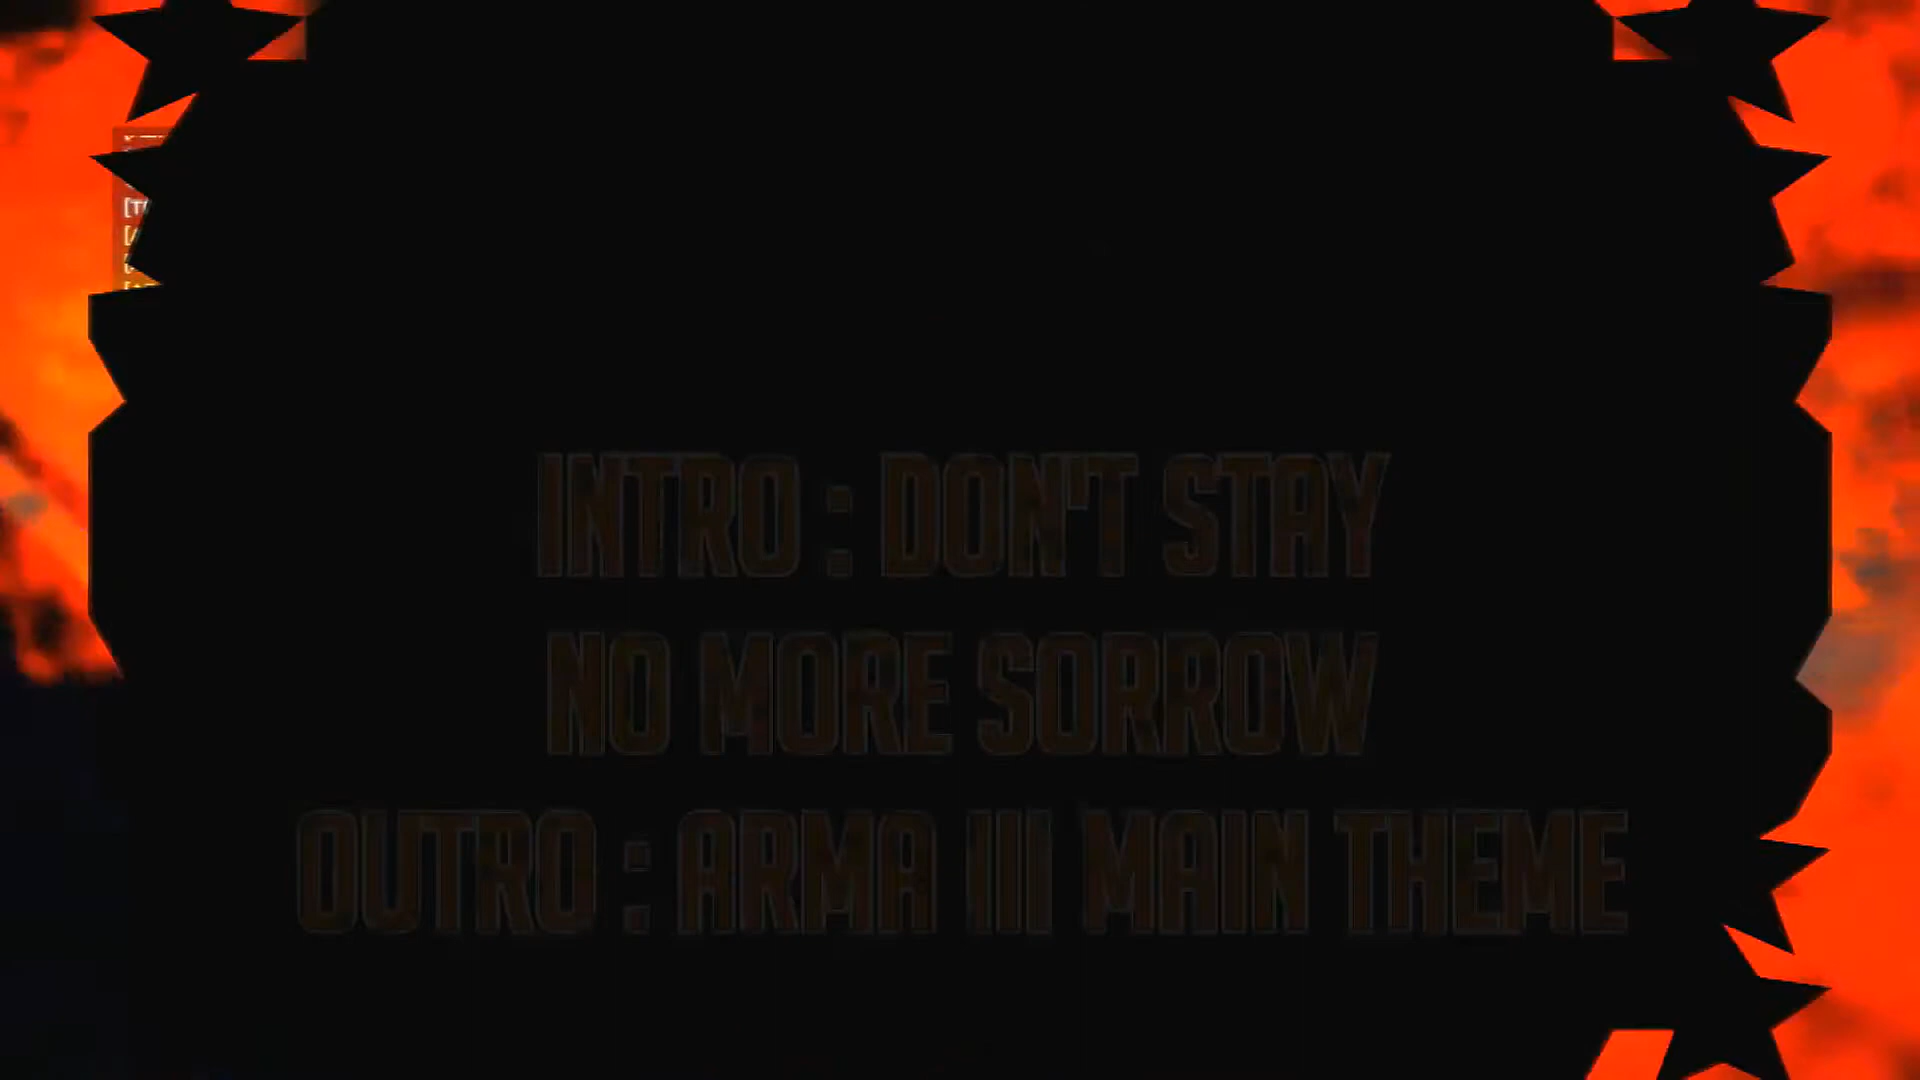 INTRO : DON'T STAY
NO MORE SORROW
OUTRO : ARMA III MAIN THEME